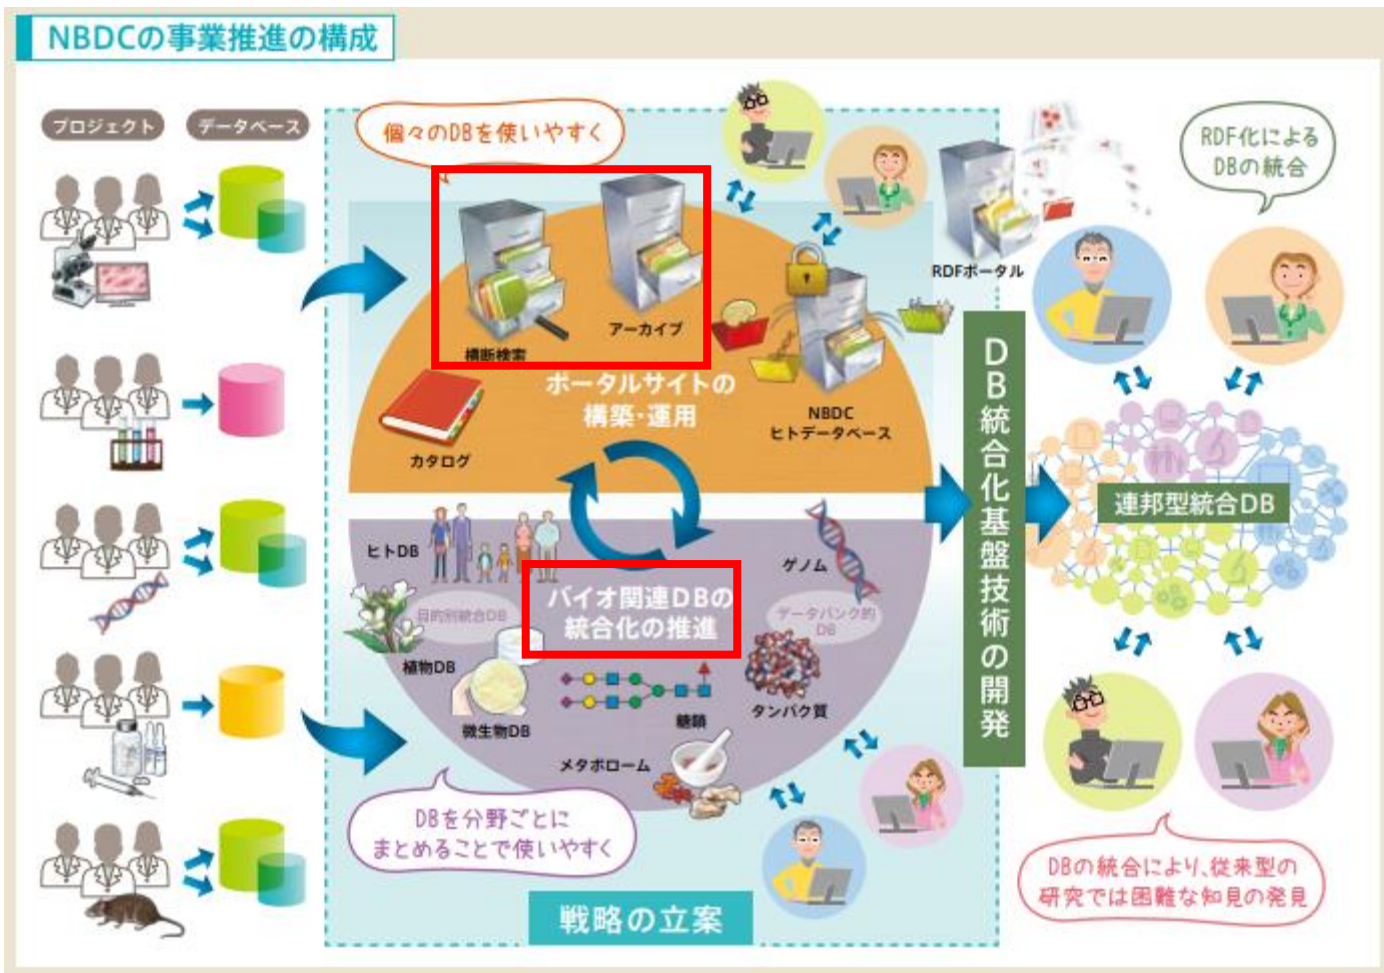 NBDCの事業推進の構成
プロジェクト
データベース
個々のDBを使いやすく
RDF化による
DBの統合
RDFポータル
横断検索
アーカイブ
カタログ
ポータルサイトの
構築・運用
NBDC
ヒトデータベース
DB統合化基盤技術の開発
連邦型統合DB
ヒトDB
ゲノム
目的別統合DB
バイオ関連DBの
統合化の推進
データバンク的
DB
植物DB
微生物DB
糖鎖
タンパク質
メタボローム
DBを分野ごとに
まとめることで使いやすく
戦略の立案
DBの統合により、従来型の
研究では困難な知見の発見